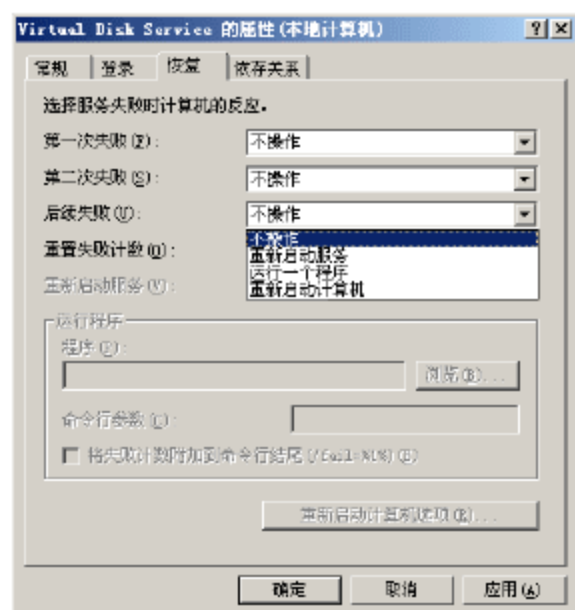 Virtual Disk Service 的属性(本地计算机)
常规 登录 恢复 依存关系
选择服务失败时计算机的反应。
第一次失败(F): 不操作
第二次失败(S): 不操作
后续失败(U): 不操作
不操作
重置失败计数(O): 重新启动服务
运行一个程序
重新启动服务(V): 重新启动计算机
运行程序
程序(P):
浏览(B)...
命令行参数(C):
将失败计数附加到命令行结尾(/fail=%1%)(E)
重新启动计算机选项(R)...
确定 取消 应用(A)